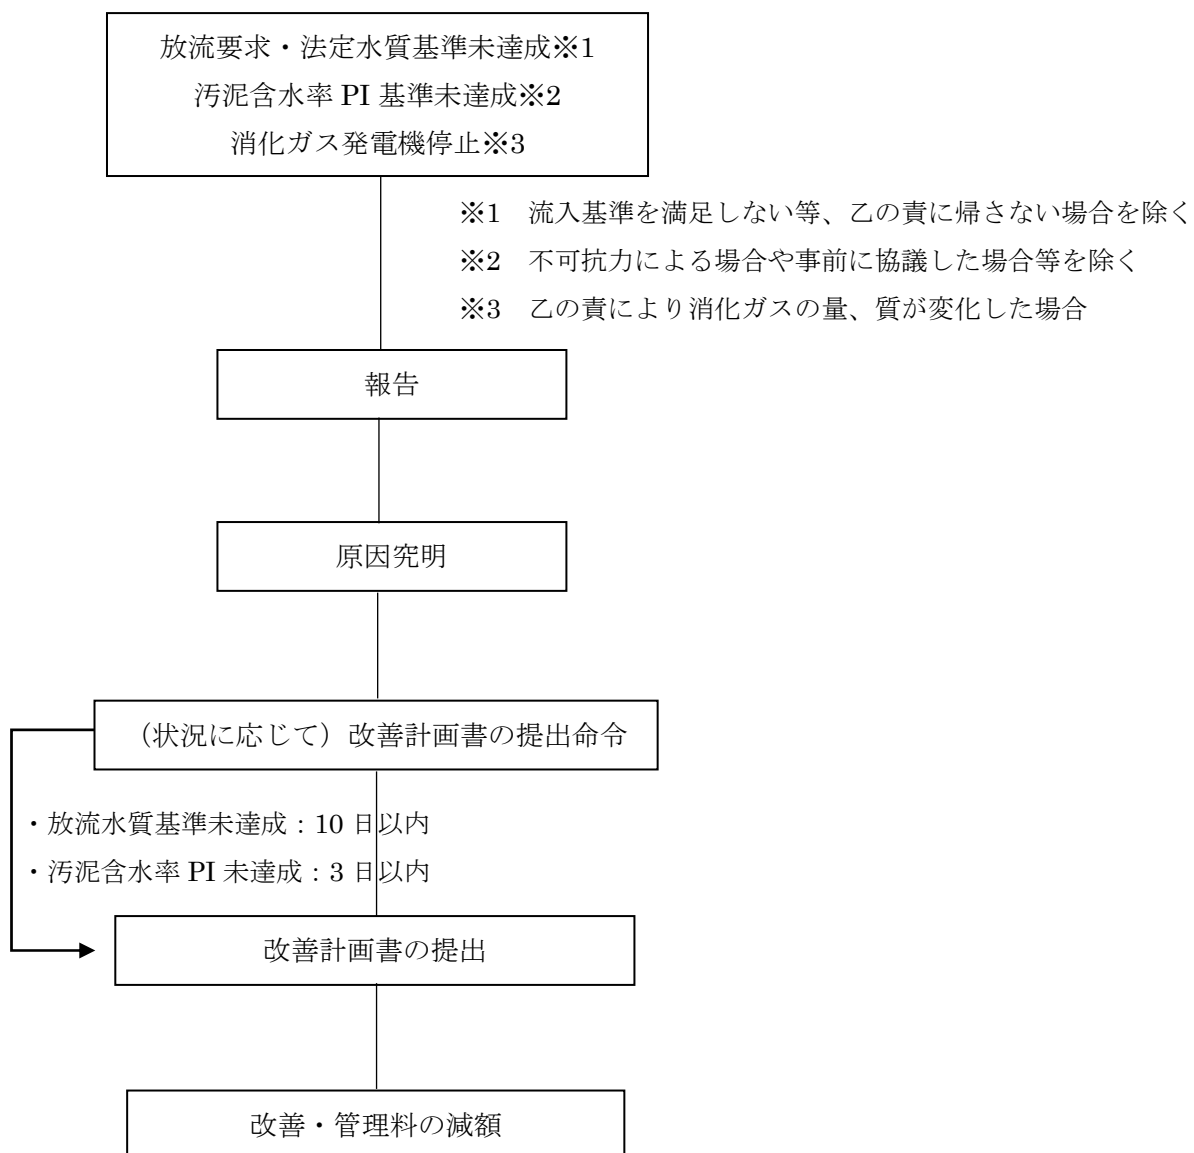 放流要求・法定水質基準未達成※1
汚泥含水率 PI 基準未達成※2
消化ガス発電機停止※3
※1　流入基準を満足しない等、乙の責に帰さない場合を除く
※2　不可抗力による場合や事前に協議した場合等を除く
※3　乙の責により消化ガスの量、質が変化した場合
報告
原因究明
（状況に応じて）改善計画書の提出命令
・放流水質基準未達成：10 日以内
・汚泥含水率 PI 未達成：3 日以内
改善計画書の提出
改善・管理料の減額